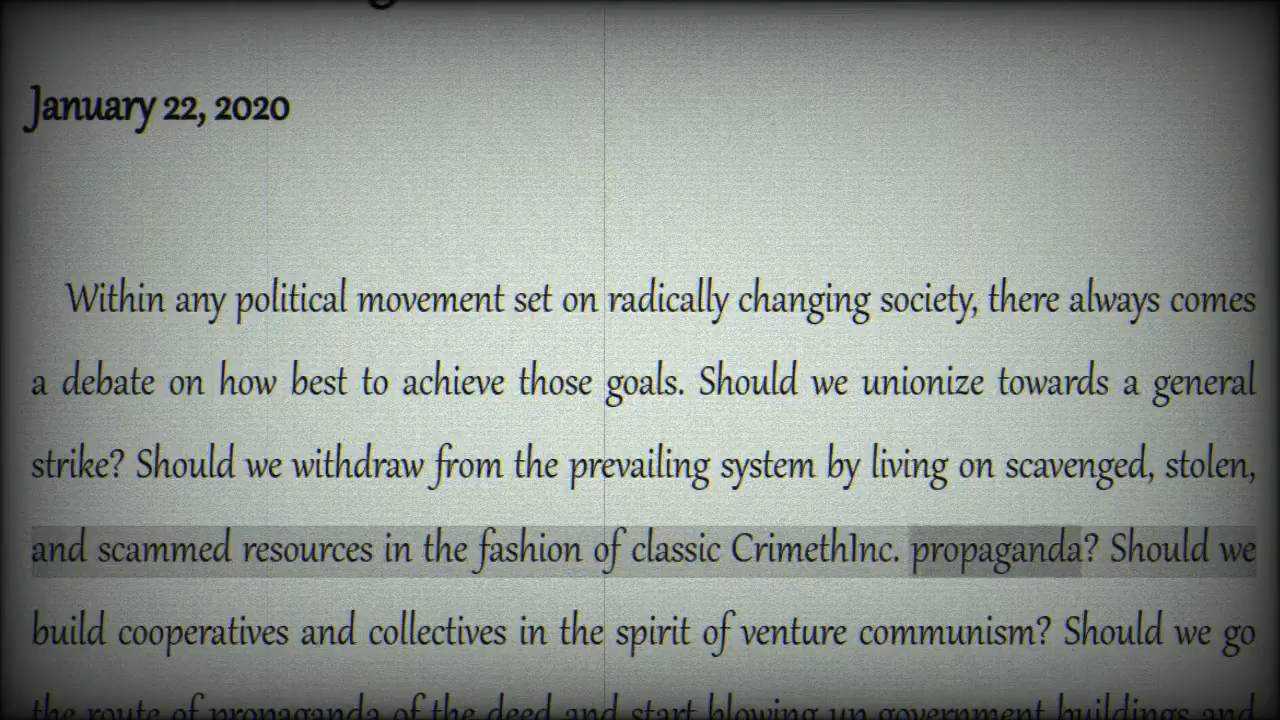 January 22, 2020
Within any political movement set on radically changing society, there always comes
a debate on how best to achieve those goals. Should we unionize towards a general
strike? Should we withdraw from the prevailing system by living on scavenged, stolen,
and scammed resources in the fashion of classic CrimethInc. propaganda? Should we
build cooperatives and collectives in the spirit of venture communism? Should we go
the route of propaganda of the deed and start blowing up government buildings and